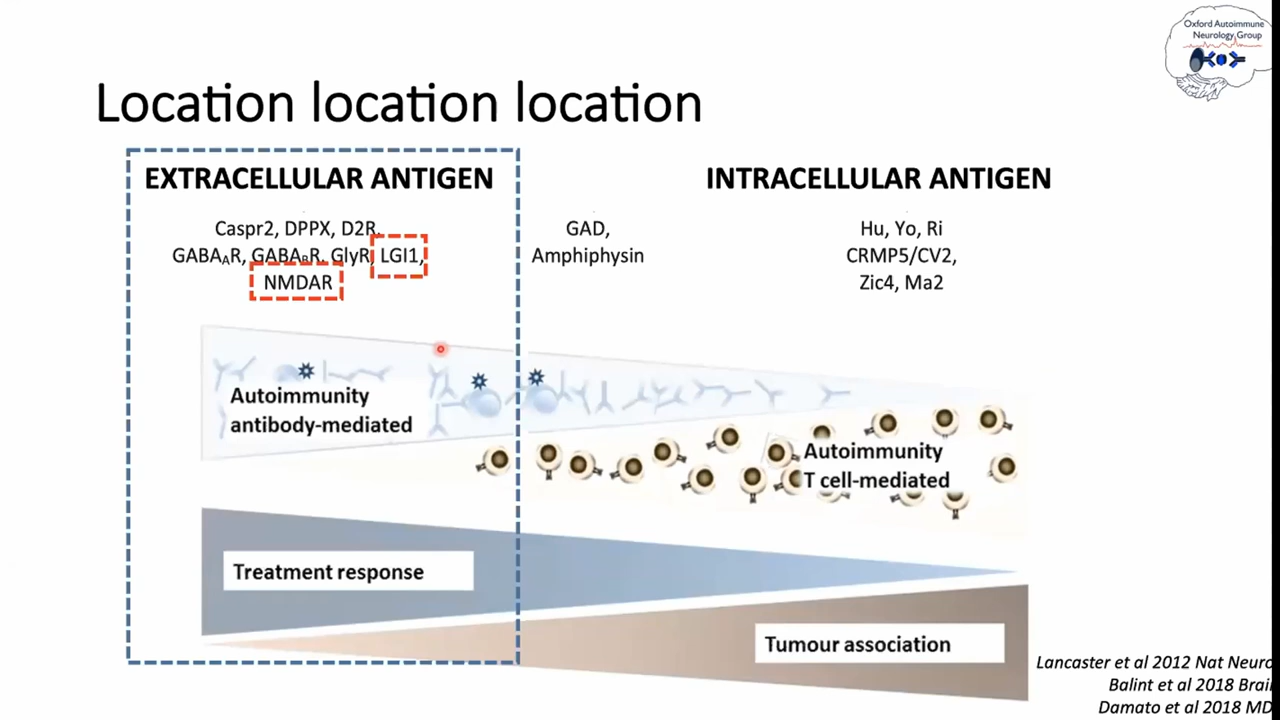 Oxford Autoimmune
Neurology Group
Location location location
EXTRACELLULAR ANTIGEN
Caspr2, DPPX, D2R,
GABAAR, GABABR, GlyR, LGI1,
NMDAR
GAD,
Amphiphysin
INTRACELLULAR ANTIGEN
Hu, Yo, Ri
CRMP5/CV2,
Zic4, Ma2
Autoimmunity
antibody-mediated
Autoimmunity
T cell-mediated
Treatment response
Tumour association
Lancaster et al 2012 Nat Neuro
Balint et al 2018 Brai
Damato et al 2018 MD